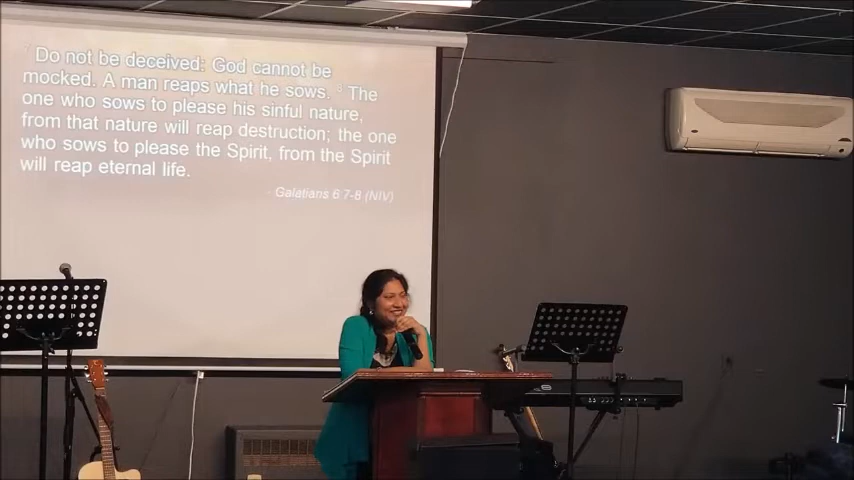 ⁷ Do not be deceived: God cannot be
mocked. A man reaps what he sows. ⁸ The
one who sows to please his sinful nature,
from that nature will reap destruction; the one
who sows to please the Spirit, from the Spirit
will reap eternal life.
Galatians 6:7-8 (NIV)